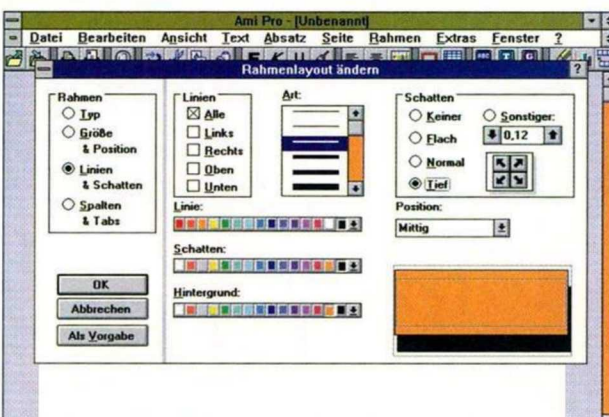 Ami Pro - [Unbenannt]
Datei Bearbeiten Ansicht Text Absatz Seite Rahmen Extras Fenster ?
Rahmenlayout ändern ?
Rahmen
Typ
Größe
& Position
Linien
& Schatten
Spalten
& Tabs
OK
Abbrechen
Als Vorgabe
Linien
Alle
Links
Rechts
Oben
Unten
Art:
Linie:
Schatten:
Hintergrund:
Schatten
Keiner Sonstiger:
Flach 0,12
Normal
Tief
Position:
Mittig